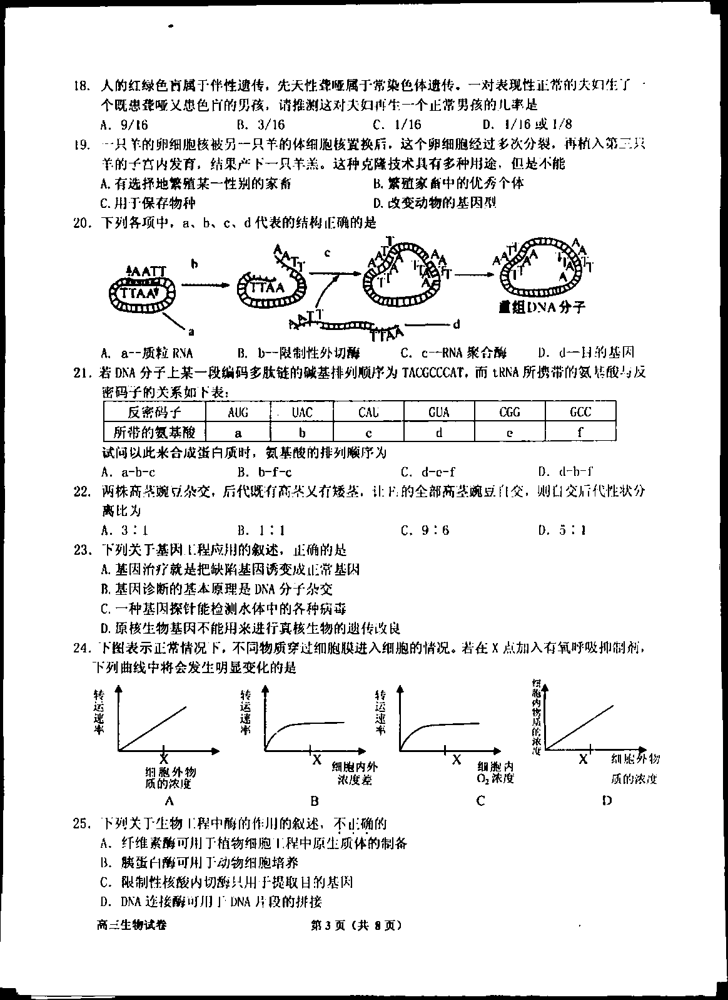 18. 人的红绿色盲属于伴性遗传，先天性聋哑属于常染色体遗传。一对表现性正常的夫妇生了一
个既患聋哑又患色盲的男孩，请推测这对夫妇再生一个正常男孩的几率是
A. 9/16 B. 3/16 C. 1/16 D. 1/16 或 1/8
19. 一只羊的卵细胞核被另一只羊的体细胞核置换后，这个卵细胞经过多次分裂，再植入第三只
羊的子宫内发育，结果产下一只羊羔。这种克隆技术具有多种用途，但是不能
A. 有选择地繁殖某一性别的家畜 B. 繁殖家畜中的优秀个体
C. 用于保存物种 D. 改变动物的基因型
20. 下列各项中，a、b、c、d 代表的结构正确的是
AATT
TTAA
a
b
AATT
TTAA
c
AATT
TTAA
d
重组DNA分子
A. a--质粒 RNA B. b--限制性外切酶 C. c--RNA 聚合酶 D. d--目的基因
21. 若 DNA 分子上某一段编码多肽链的碱基排列顺序为 TACGCCCAT，而 tRNA 所携带的氨基酸与反
密码子的关系如下表：
反密码子 AUG UAC CAU GUA CGG GCC
所带的氨基酸 a b c d e f
试问以此来合成蛋白质时，氨基酸的排列顺序为
A. a-b-c B. b-f-c C. d-e-f D. d-b-f
22. 两株高茎豌豆杂交，后代既有高茎又有矮茎，让 F₁ 的全部高茎豌豆自交，则自交后代性状分
离比为
A. 3：1 B. 1：1 C. 9：6 D. 5：1
23. 下列关于基因工程应用的叙述，正确的是
A. 基因治疗就是把缺陷基因诱变成正常基因
B. 基因诊断的基本原理是 DNA 分子杂交
C. 一种基因探针能检测水体中的各种病毒
D. 原核生物基因不能用来进行真核生物的遗传改良
24. 下图表示正常情况下，不同物质穿过细胞膜进入细胞的情况。若在 X 点加入有氧呼吸抑制剂，
下列曲线中将会发生明显变化的是
转运速率
X
细胞外物
质的浓度
A
转运速率
X
细胞内外
浓度差
B
转运速率
X
细胞内
O₂浓度
C
细胞内物质的浓度
X
细胞外物
质的浓度
D
25. 下列关于生物工程中酶的作用的叙述，不正确的
A. 纤维素酶可用于植物细胞工程中原生质体的制备
B. 胰蛋白酶可用于动物细胞培养
C. 限制性核酸内切酶只用于提取目的基因
D. DNA 连接酶可用于 DNA 片段的拼接
高三生物试卷 第 3 页（共 8 页）